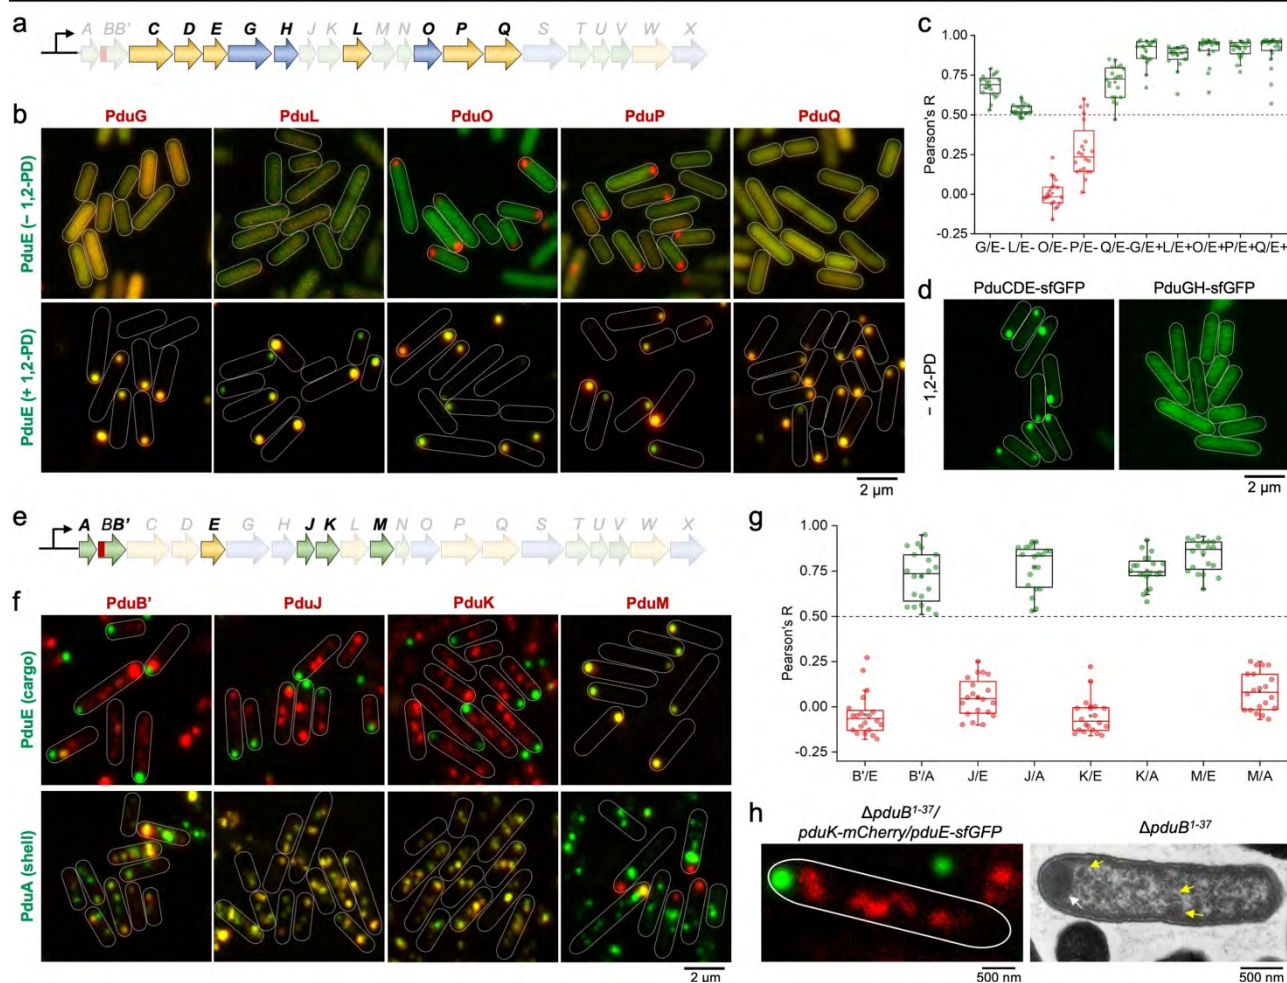 a
A B B' C D E G H J K L M N O P Q S T U V W X
b
PduG PduL PduO PduP PduQ
PduE (− 1,2-PD)
PduE (+ 1,2-PD)
2 µm
c
Pearson's R
1.00
0.75
0.50
0.25
0.00
-0.25
G/E- L/E- O/E- P/E- Q/E- G/E+ L/E+ O/E+ P/E+ Q/E+
d
PduCDE-sfGFP PduGH-sfGFP
− 1,2-PD
2 µm
e
A B B' C D E G H J K L M N O P Q S T U V W X
f
PduB' PduJ PduK PduM
PduE (cargo)
PduA (shell)
2 µm
g
Pearson's R
1.00
0.75
0.50
0.25
0.00
-0.25
B'/E B'/A J/E J/A K/E K/A M/E M/A
h
ΔpduB1-37/
pduK-mCherry/pduE-sfGFP
ΔpduB1-37
500 nm
500 nm